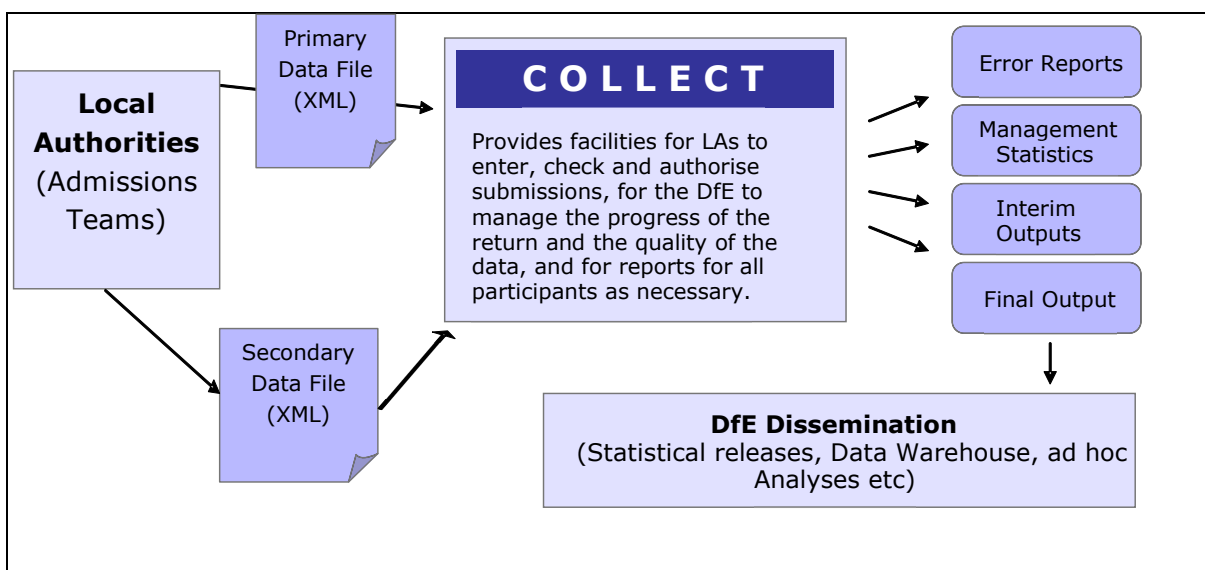 Local
Authorities
(Admissions
Teams)
Primary
Data File
(XML)
Secondary
Data File
(XML)
C O L L E C T
Provides facilities for LAs to
enter, check and authorise
submissions, for the DfE to
manage the progress of the
return and the quality of the
data, and for reports for all
participants as necessary.
Error Reports
Management
Statistics
Interim
Outputs
Final Output
DfE Dissemination
(Statistical releases, Data Warehouse, ad hoc
Analyses etc)